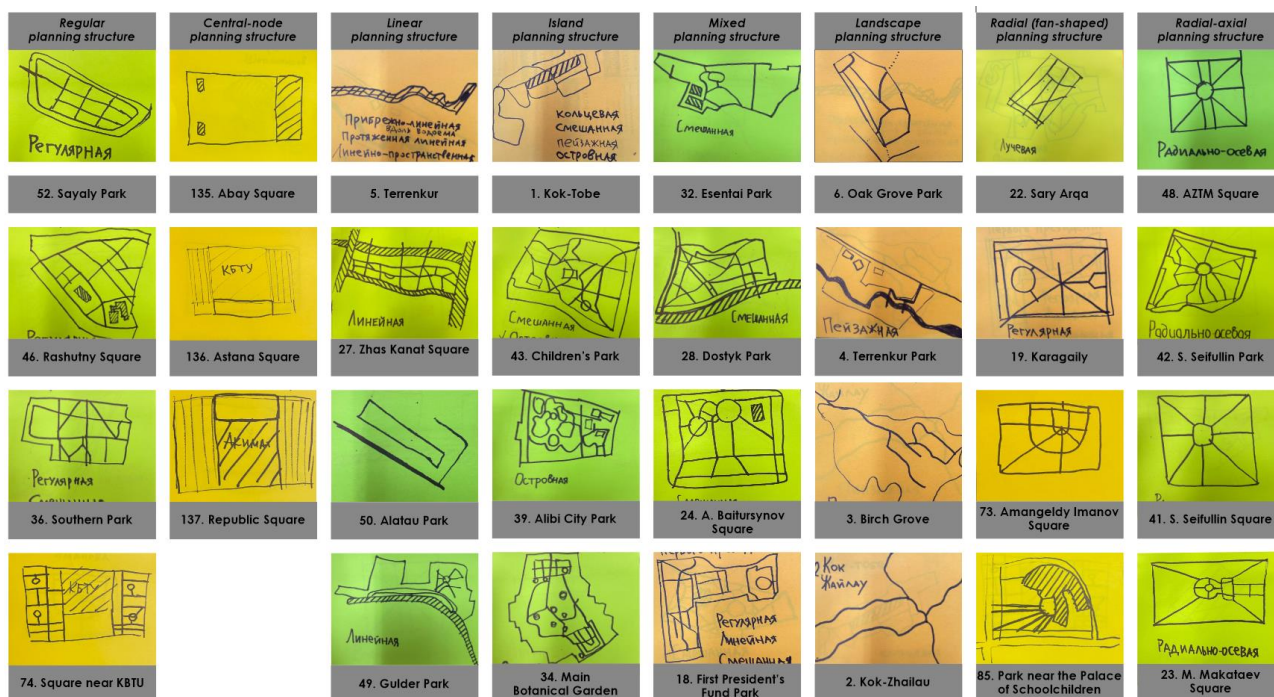 Regular
planning structure
Central-node
planning structure
Linear
planning structure
Island
planning structure
Mixed
planning structure
Landscape
planning structure
Radial (fan-shaped)
planning structure
Radial-axial
planning structure
Регулярная
Прибрежно-линейная
вдоль водоема
Протяженная линейная
Линейно-пространственная
кольцевая
смешанная
пейзажная
островная
Смешанная
Лучевая
Радиально-осевая
52. Sayaly Park
135. Abay Square
5. Terrenkur
1. Kok-Tobe
32. Esentai Park
6. Oak Grove Park
22. Sary Arqa
48. AZTM Square
КБТУ
Линейная
Смешанная
Смешанная
Пейзажная
Регулярная
Радиально-осевая
46. Rashutny Square
136. Astana Square
27. Zhas Kanat Square
43. Children's Park
28. Dostyk Park
4. Terrenkur Park
19. Karagaily
42. S. Seifullin Park
Регулярная
Акимат
Островная
36. Southern Park
137. Republic Square
50. Alatau Park
39. Alibi City Park
24. A. Baitursynov
Square
3. Birch Grove
73. Amangeldy Imanov
Square
41. S. Seifullin Square
КБТУ
Линейная
Регулярная
Линейная
Смешанная
Кок
Жайлау
Радиально-осевая
74. Square near KBTU
49. Gulder Park
34. Main
Botanical Garden
18. First President's
Fund Park
2. Kok-Zhailau
85. Park near the Palace
of Schoolchildren
23. M. Makataev
Square